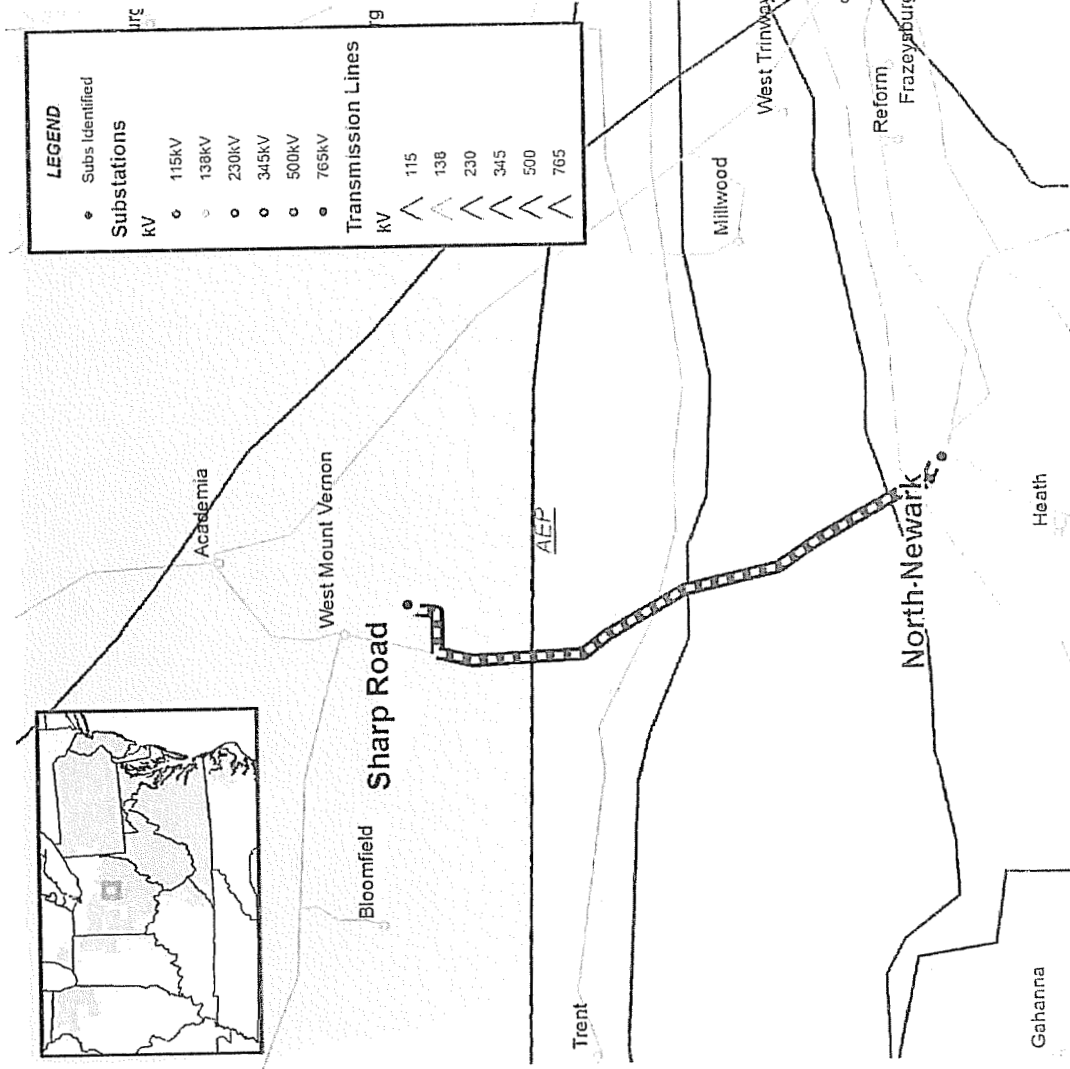 LEGEND
Subs Identified
Substations
kV
115kV
138kV
230kV
345kV
500kV
765kV
Transmission Lines
kV
115
138
230
345
500
765
urg
rg
West Trinway
Reform
Frazeysburg
Millwood
Academia
West Mount Vernon
AEP
Sharp Road
North-Newark
Heath
Bloomfield
Trent
Gahanna